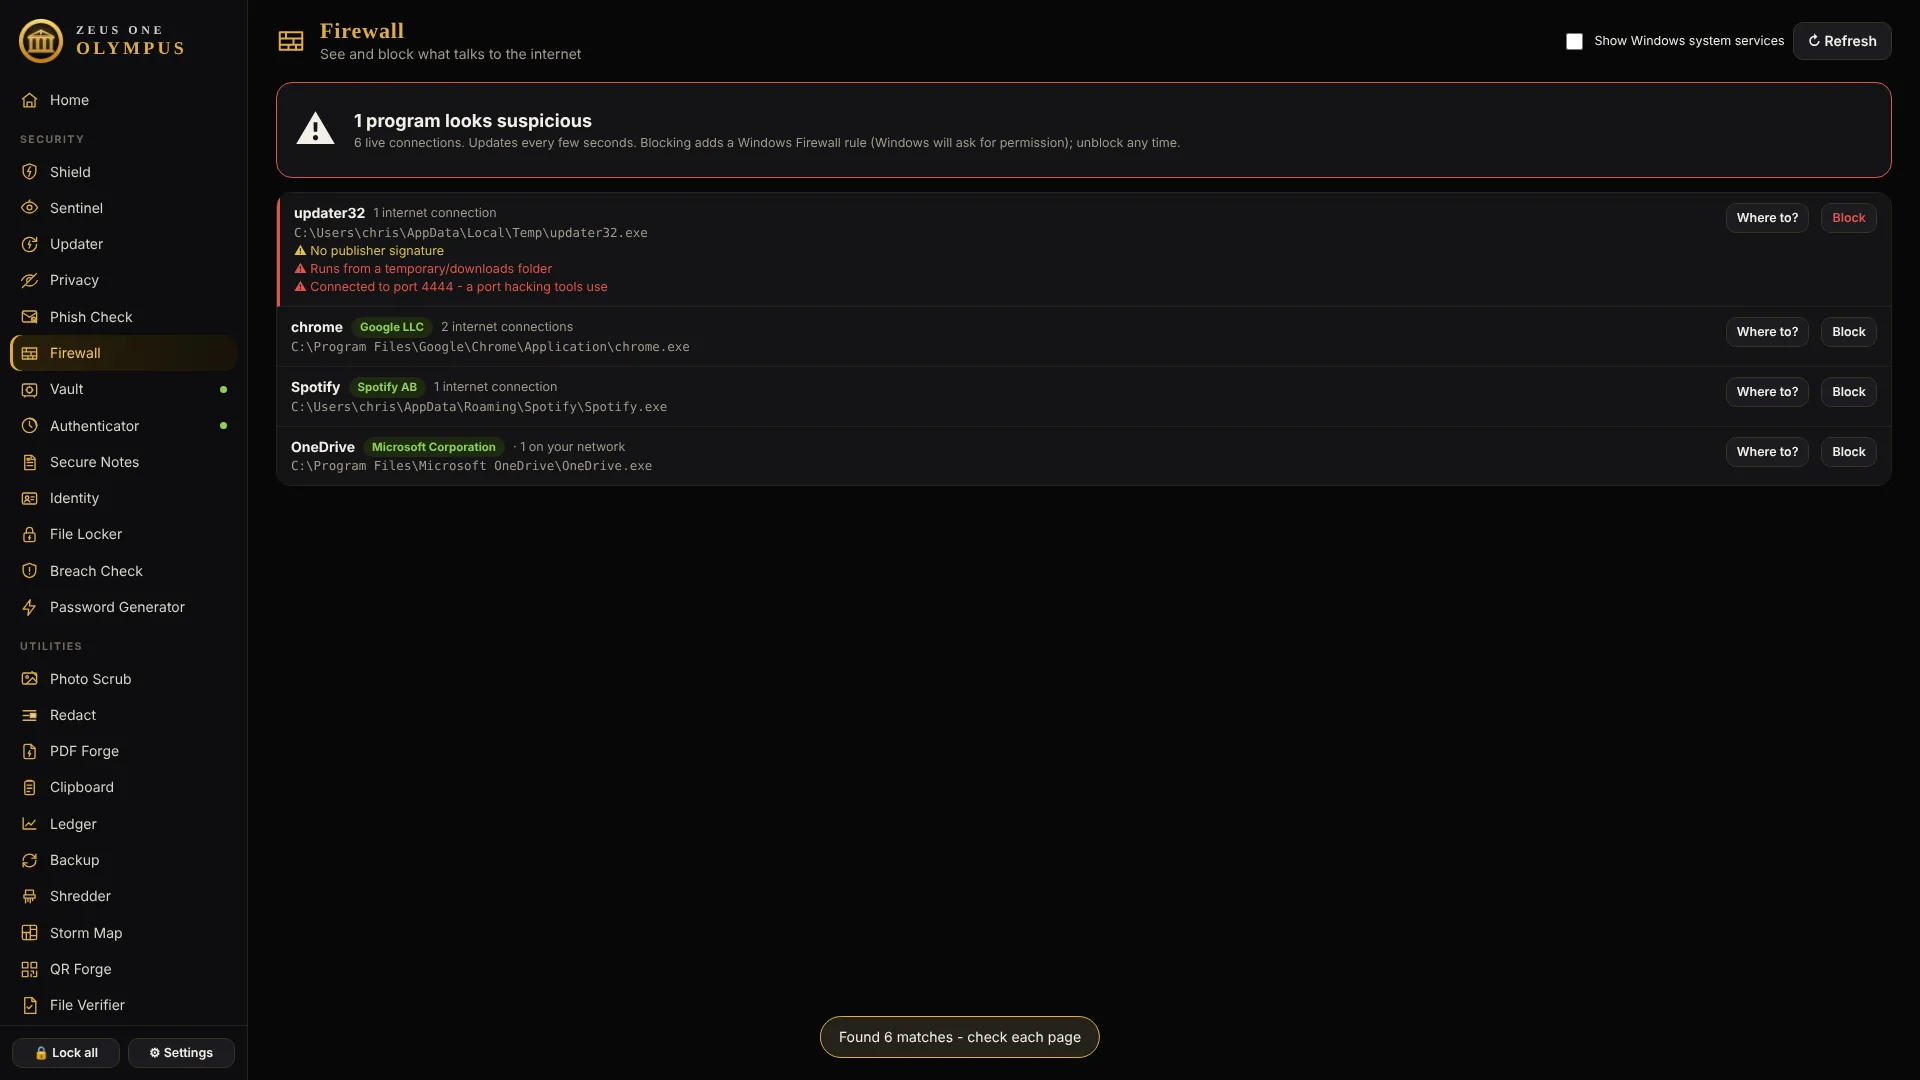 ZEUS ONE
OLYMPUS
Home
SECURITY
Shield
Sentinel
Updater
Privacy
Phish Check
Firewall
Vault
Authenticator
Secure Notes
Identity
File Locker
Breach Check
Password Generator
UTILITIES
Photo Scrub
Redact
PDF Forge
Clipboard
Ledger
Backup
Shredder
Storm Map
QR Forge
File Verifier
Lock all
Settings
Firewall
See and block what talks to the internet
Show Windows system services
Refresh
1 program looks suspicious
6 live connections. Updates every few seconds. Blocking adds a Windows Firewall rule (Windows will ask for permission); unblock any time.
updater32 1 internet connection
C:\Users\chris\AppData\Local\Temp\updater32.exe
No publisher signature
Runs from a temporary/downloads folder
Connected to port 4444 - a port hacking tools use
Where to? Block
chrome Google LLC 2 internet connections
C:\Program Files\Google\Chrome\Application\chrome.exe
Where to? Block
Spotify Spotify AB 1 internet connection
C:\Users\chris\AppData\Roaming\Spotify\Spotify.exe
Where to? Block
OneDrive Microsoft Corporation · 1 on your network
C:\Program Files\Microsoft OneDrive\OneDrive.exe
Where to? Block
Found 6 matches - check each page